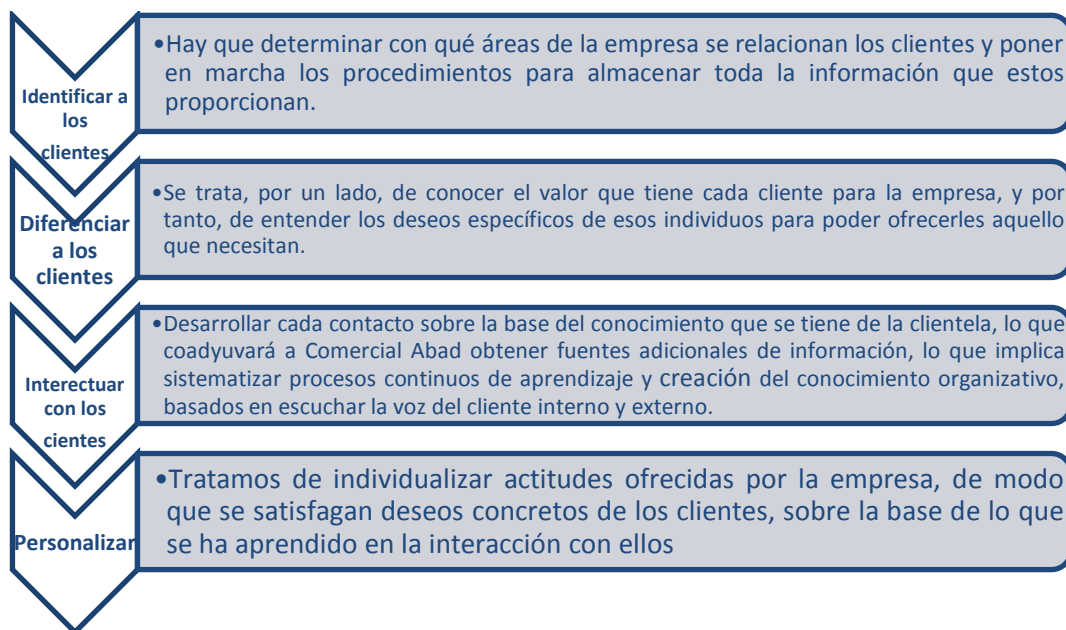 Identificar a
los
clientes
•Hay que determinar con qué áreas de la empresa se relacionan los clientes y poner
en marcha los procedimientos para almacenar toda la información que estos
proporcionan.
Diferenciar
a los
clientes
•Se trata, por un lado, de conocer el valor que tiene cada cliente para la empresa, y por
tanto, de entender los deseos específicos de esos individuos para poder ofrecerles aquello
que necesitan.
Interectuar
con los
cientes
•Desarrollar cada contacto sobre la base del conocimiento que se tiene de la clientela, lo que
coadyuvará a Comercial Abad obtener fuentes adicionales de información, lo que implica
sistematizar procesos continuos de aprendizaje y creación del conocimiento organizativo,
basados en escuchar la voz del cliente interno y externo.
Personalizar
•Tratamos de individualizar actitudes ofrecidas por la empresa, de modo
que se satisfagan deseos concretos de los clientes, sobre la base de lo que
se ha aprendido en la interacción con ellos